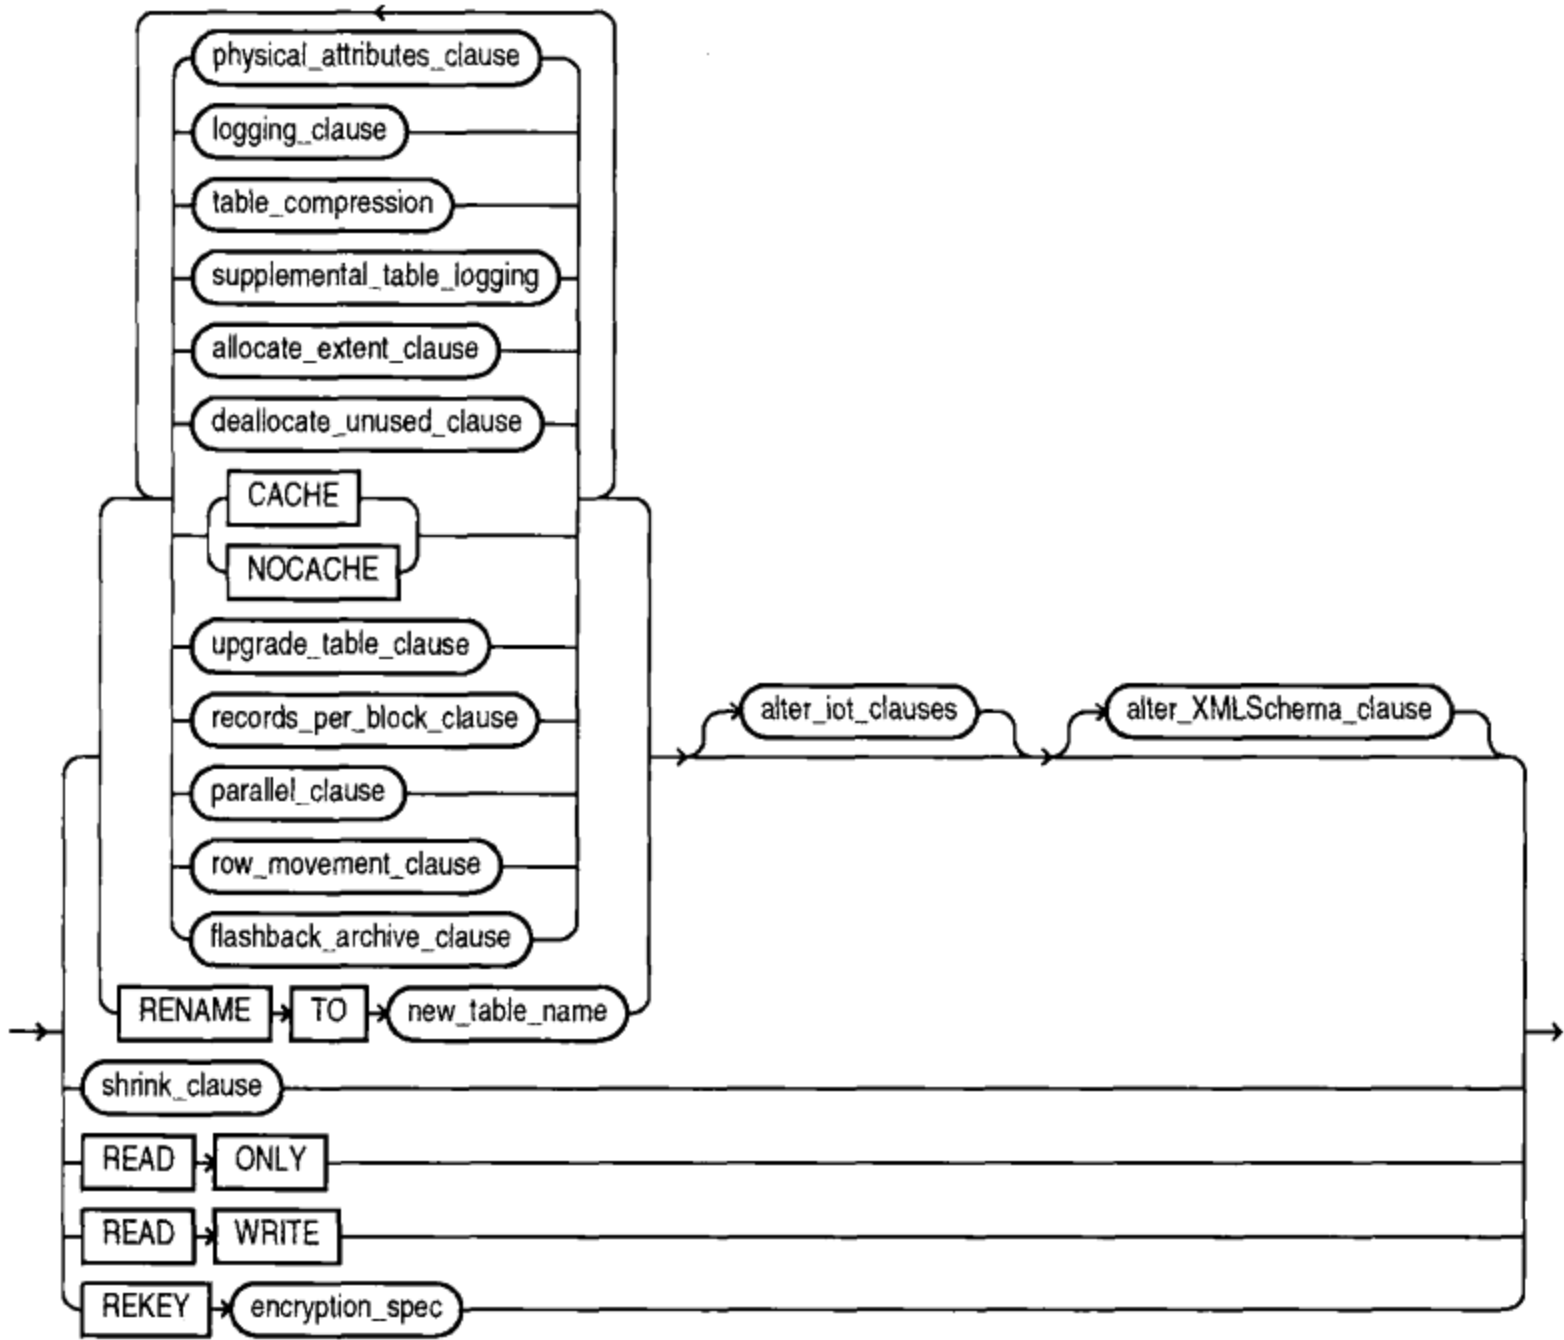 physical_attributes_clause
logging_clause
table_compression
supplemental_table_logging
allocate_extent_clause
deallocate_unused_clause
CACHE
NOCACHE
upgrade_table_clause
records_per_block_clause
alter_iot_clauses alter_XMLSchema_clause
parallel_clause
row_movement_clause
flashback_archive_clause
RENAME TO new_table_name
shrink_clause
READ ONLY
READ WRITE
REKEY encryption_spec